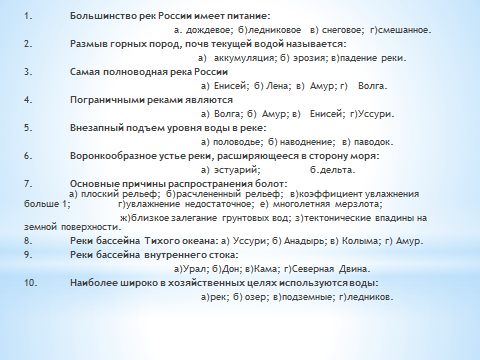 1. Большинство рек России имеет питание:
а. дождевое; б)ледниковое в) снеговое; г)смешанное.
2. Размыв горных пород, почв текущей водой называется:
а) аккумуляция; б) эрозия; в)падение реки.
3. Самая полноводная река России
а) Енисей; б) Лена; в) Амур; г) Волга.
4. Пограничными реками являются
а) Волга; б) Амур; в) Енисей; г)Уссури.
5. Внезапный подъем уровня воды в реке:
а) половодье; б) наводнение; в) паводок.
6. Воронкообразное устье реки, расширяющееся в сторону моря:
а) эстуарий; б.дельта.
7. Основные причины распространения болот:
а) плоский рельеф; б)расчлененный рельеф; в)коэффициент увлажнения
больше 1; г)увлажнение недостаточное; е) многолетняя мерзлота;
ж)близкое залегание грунтовых вод; з)тектонические впадины на
земной поверхности.
8. Реки бассейна Тихого океана: а) Уссури; б) Анадырь; в) Колыма; г) Амур.
9. Реки бассейна внутреннего стока:
а)Урал; б)Дон; в)Кама; г)Северная Двина.
10. Наиболее широко в хозяйственных целях используются воды:
а)рек; б) озер; в)подземные; г)ледников.